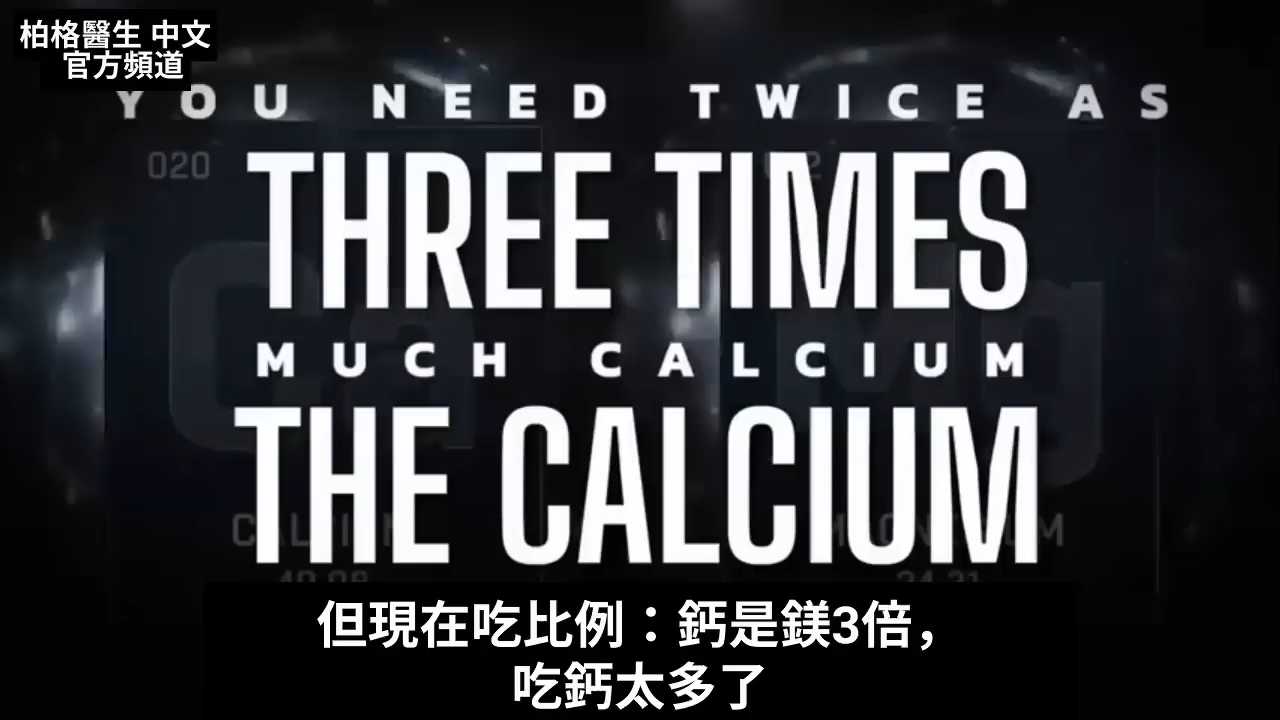 柏格醫生 中文
官方頻道
YOU NEED TWICE AS
020
THREE TIMES
MUCH CALCIUM
THE CALCIUM
但現在吃比例：鈣是鎂3倍，
吃鈣太多了